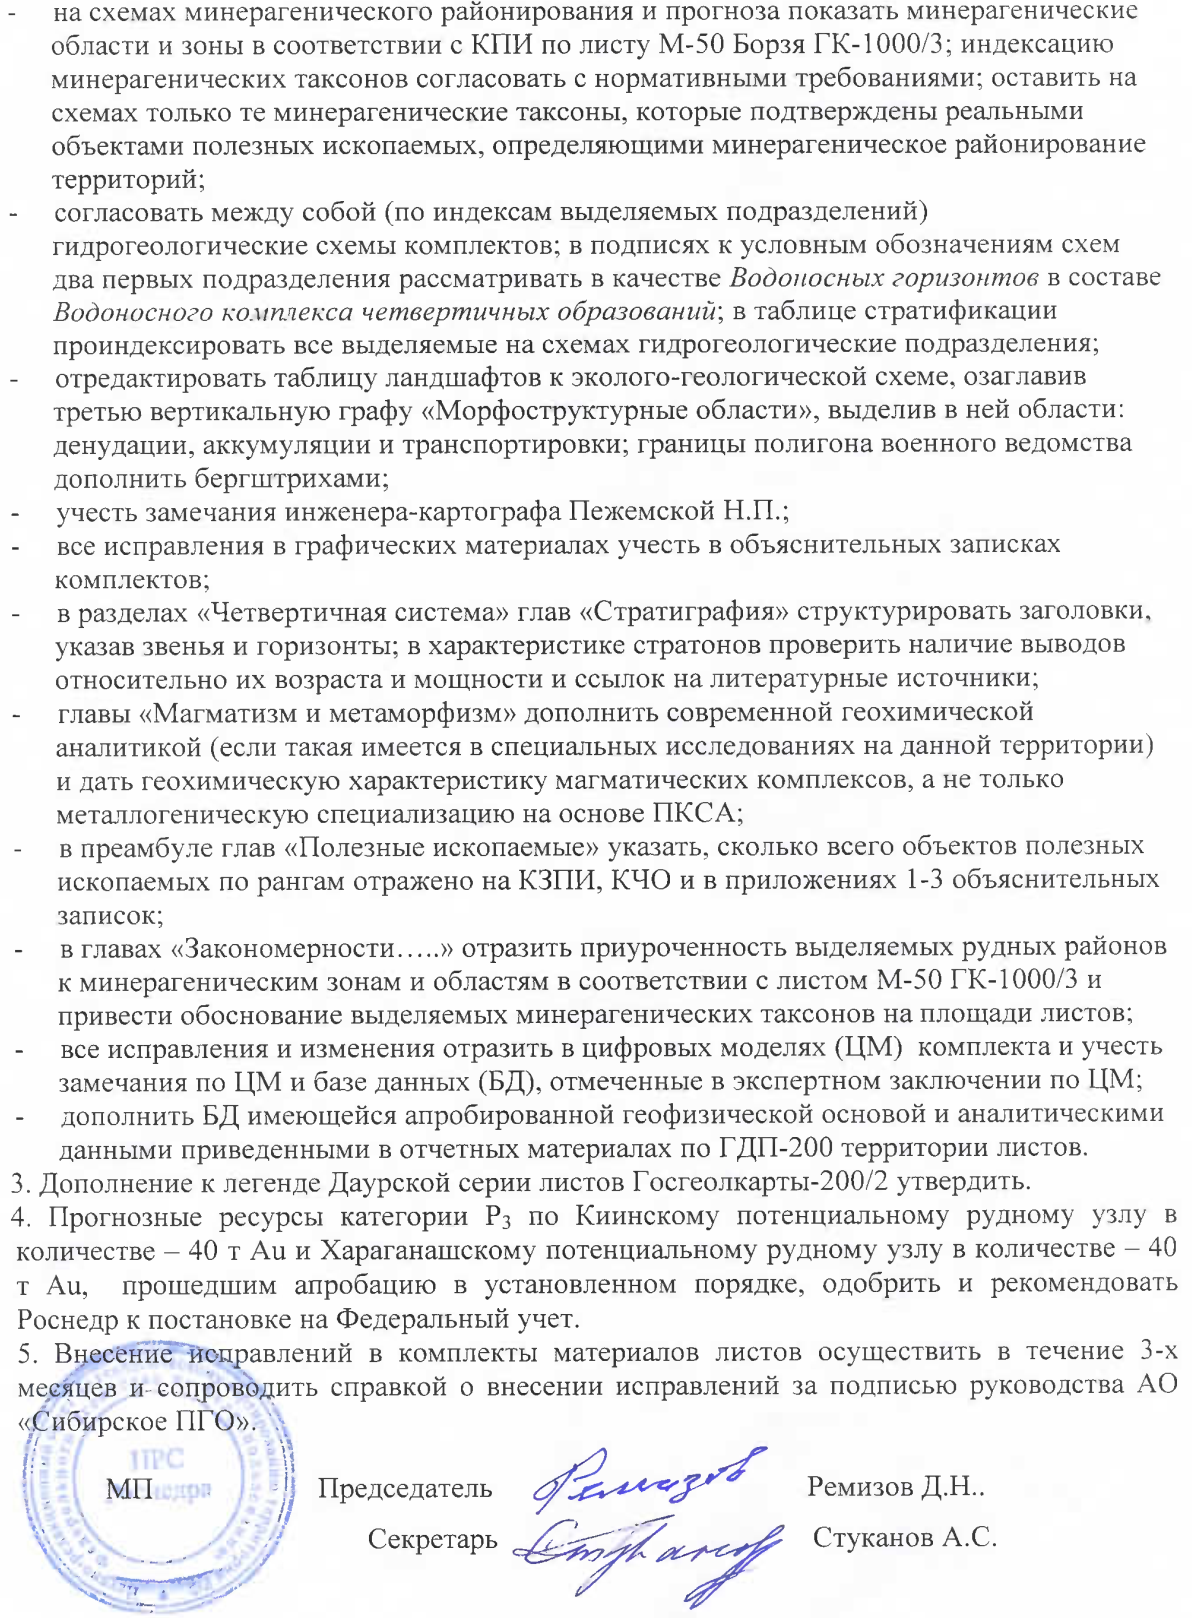 - на схемах минерагенического районирования и прогноза показать минерагенические
области и зоны в соответствии с КПИ по листу М-50 Борзя ГК-1000/3; индексацию
минерагенических таксонов согласовать с нормативными требованиями; оставить на
схемах только те минерагенические таксоны, которые подтверждены реальными
объектами полезных ископаемых, определяющими минерагеническое районирование
территорий;
- согласовать между собой (по индексам выделяемых подразделений)
гидрогеологические схемы комплектов; в подписях к условным обозначениям схем
два первых подразделения рассматривать в качестве Водоносных горизонтов в составе
Водоносного комплекса четвертичных образований; в таблице стратификации
проиндексировать все выделяемые на схемах гидрогеологические подразделения;
- отредактировать таблицу ландшафтов к эколого-геологической схеме, озаглавив
третью вертикальную графу «Морфоструктурные области», выделив в ней области:
денудации, аккумуляции и транспортировки; границы полигона военного ведомства
дополнить бергштрихами;
- учесть замечания инженера-картографа Пежемской Н.П.;
- все исправления в графических материалах учесть в объяснительных записках
комплектов;
- в разделах «Четвертичная система» глав «Стратиграфия» структурировать заголовки,
указав звенья и горизонты; в характеристике стратонов проверить наличие выводов
относительно их возраста и мощности и ссылок на литературные источники;
- главы «Магматизм и метаморфизм» дополнить современной геохимической
аналитикой (если такая имеется в специальных исследованиях на данной территории)
и дать геохимическую характеристику магматических комплексов, а не только
металлогеническую специализацию на основе ПКСА;
- в преамбуле глав «Полезные ископаемые» указать, сколько всего объектов полезных
ископаемых по рангам отражено на КЗПИ, КЧО и в приложениях 1-3 объяснительных
записок;
- в главах «Закономерности…..» отразить приуроченность выделяемых рудных районов
к минерагеническим зонам и областям в соответствии с листом М-50 ГК-1000/3 и
привести обоснование выделяемых минерагенических таксонов на площади листов;
- все исправления и изменения отразить в цифровых моделях (ЦМ) комплекта и учесть
замечания по ЦМ и базе данных (БД), отмеченные в экспертном заключении по ЦМ;
- дополнить БД имеющейся апробированной геофизической основой и аналитическими
данными приведенными в отчетных материалах по ГДП-200 территории листов.
3. Дополнение к легенде Даурской серии листов Госгеолкарты-200/2 утвердить.
4. Прогнозные ресурсы категории Р₃ по Киинскому потенциальному рудному узлу в
количестве – 40 т Au и Хараганашскому потенциальному рудному узлу в количестве – 40
т Au, прошедшим апробацию в установленном порядке, одобрить и рекомендовать
Роснедр к постановке на Федеральный учет.
5. Внесение исправлений в комплекты материалов листов осуществить в течение 3-х
месяцев и сопроводить справкой о внесении исправлений за подписью руководства АО
«Сибирское ПГО».
НРС
МП Председатель Ремизов Ремизов Д.Н..
Секретарь Стуканов Стуканов А.С.